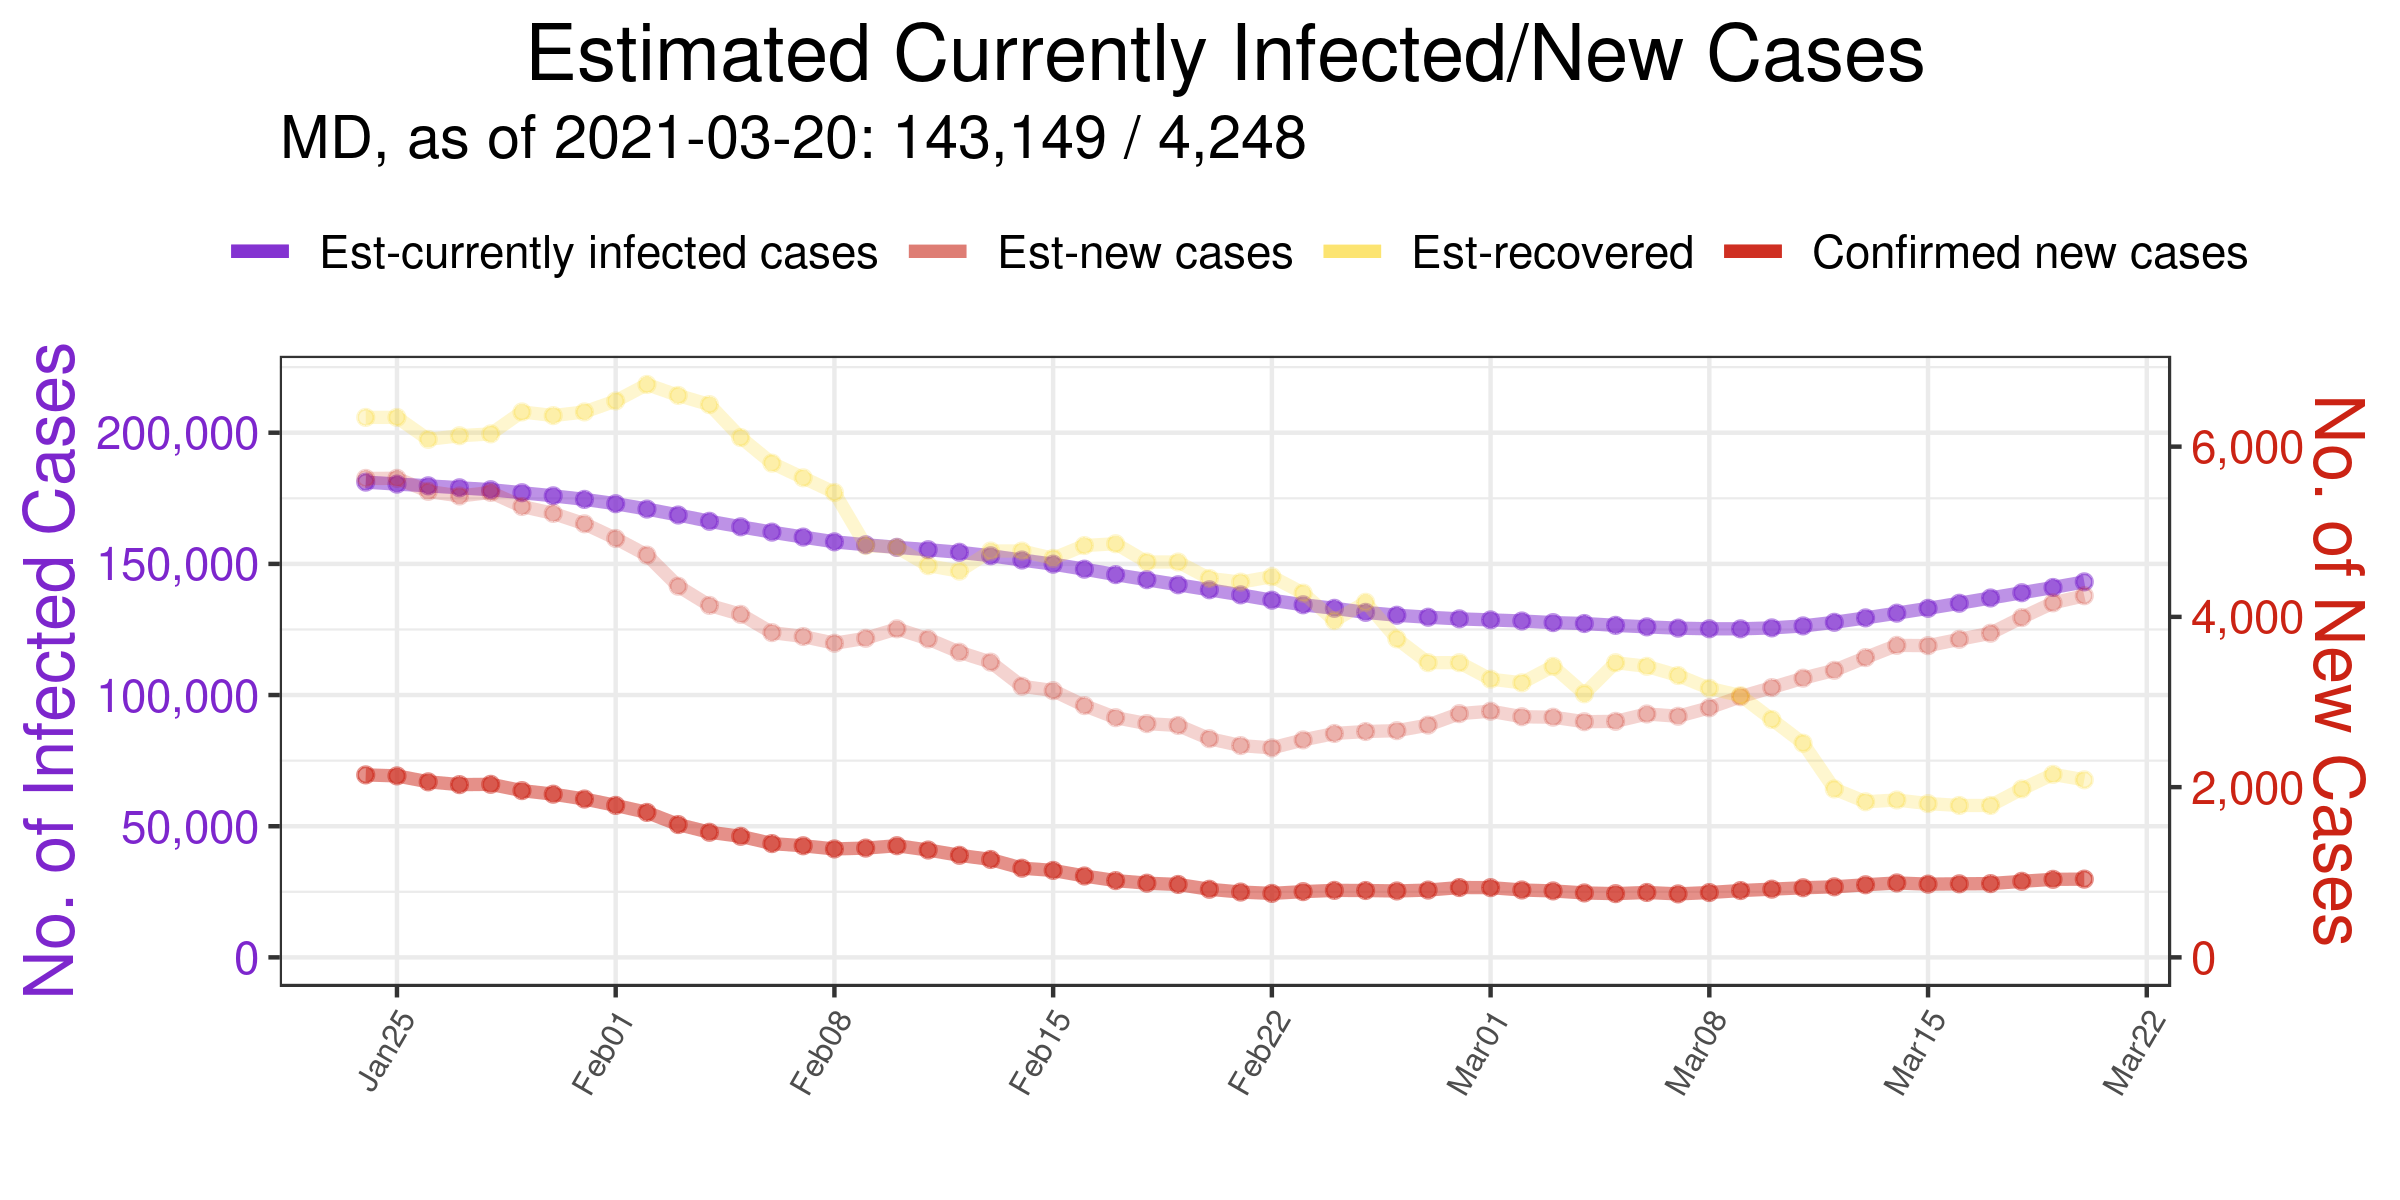 Estimated Currently Infected/New Cases
MD, as of 2021-03-20: 143,149 / 4,248
Est-currently infected cases Est-new cases Est-recovered Confirmed new cases
No. of Infected Cases
200,000
150,000
100,000
50,000
0
No. of New Cases
6,000
4,000
2,000
0
Jan25 Feb01 Feb08 Feb15 Feb22 Mar01 Mar08 Mar15 Mar22